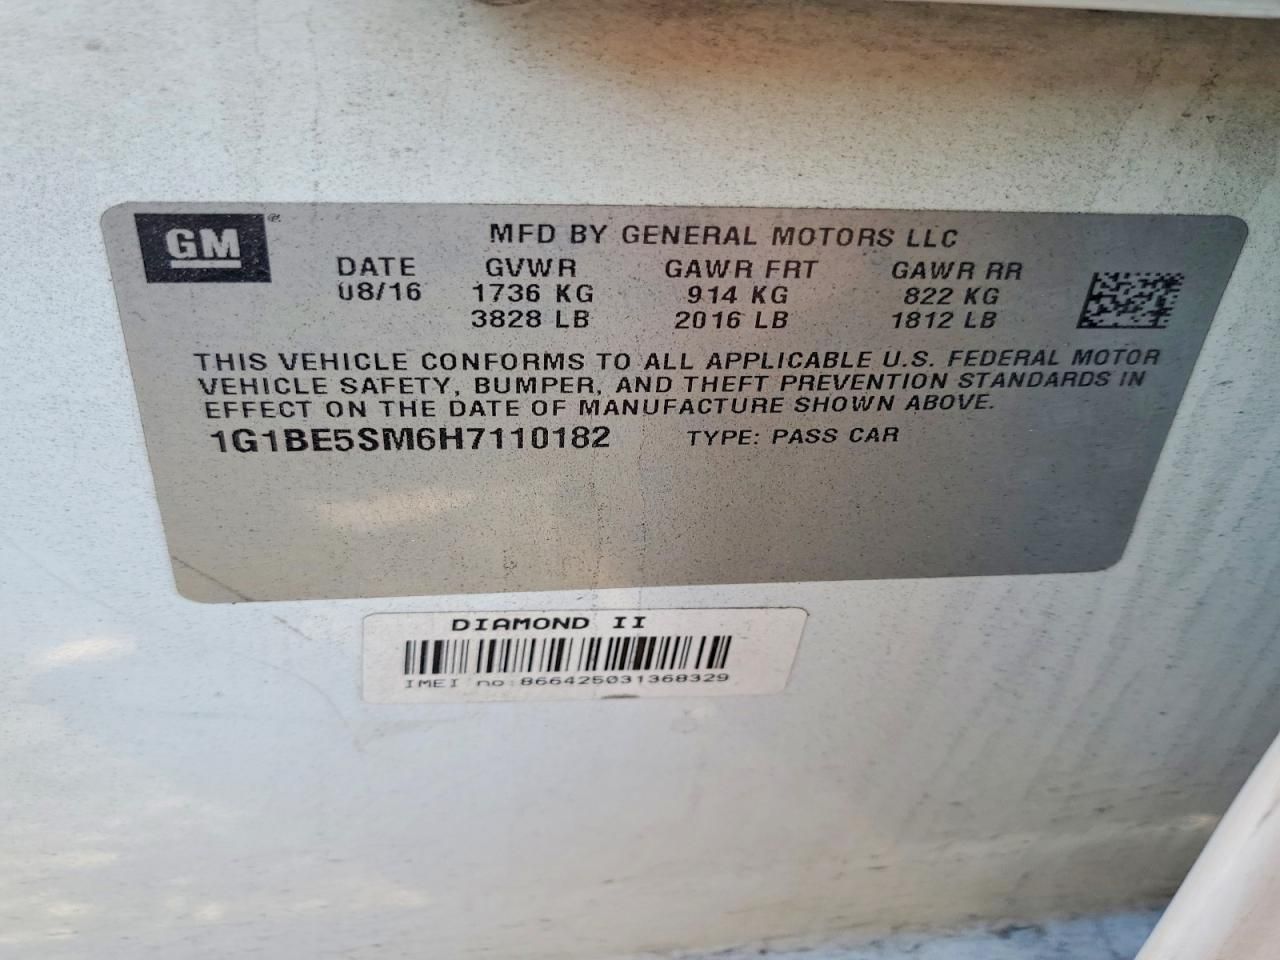 GM®
MFD BY GENERAL MOTORS LLC
DATE GVWR GAWR FRT GAWR RR
08/16 1736 KG 914 KG 822 KG
3828 LB 2016 LB 1812 LB
THIS VEHICLE CONFORMS TO ALL APPLICABLE U.S. FEDERAL MOTOR
VEHICLE SAFETY, BUMPER, AND THEFT PREVENTION STANDARDS IN
EFFECT ON THE DATE OF MANUFACTURE SHOWN ABOVE.
1G1BE5SM6H7110182 TYPE: PASS CAR
DIAMOND II
IMEI no:866425031368329